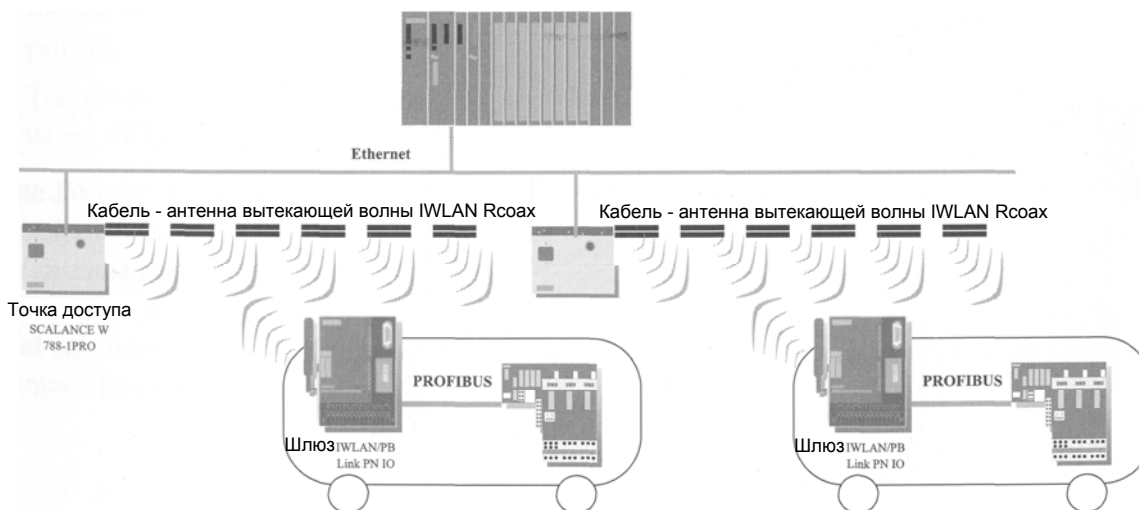 Ethernet
Кабель - антенна вытекающей волны IWLAN Rcoax
Кабель - антенна вытекающей волны IWLAN Rcoax
Точка доступа
SCALANCE W
788-1PRO
PROFIBUS
PROFIBUS
Шлюз IWLAN/PB
Link PN IO
Шлюз IWLAN/PB
Link PN IO